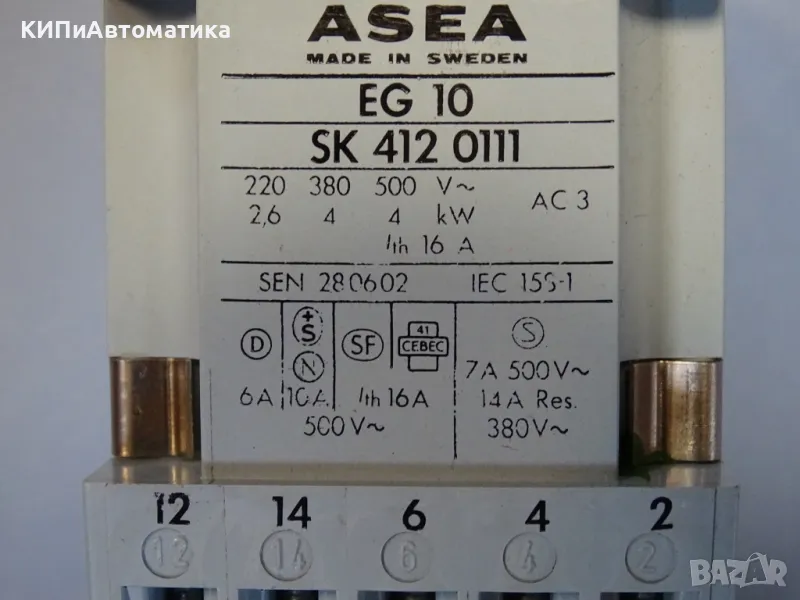 КИПиАвтоматика
ASEA
MADE IN SWEDEN
EG 10
SK 412 0111
220 380 500 V~
2,6 4 4 kW
AC 3
Ith 16 A
SEN 280602 IEC 158-1
D +S N SF 41 CEBEC S
6A 10A Ith 16A
500V~
7A 500V~
14A Res.
380V~
12 14 6 4 2
12 14 6 4 2
BAZAR